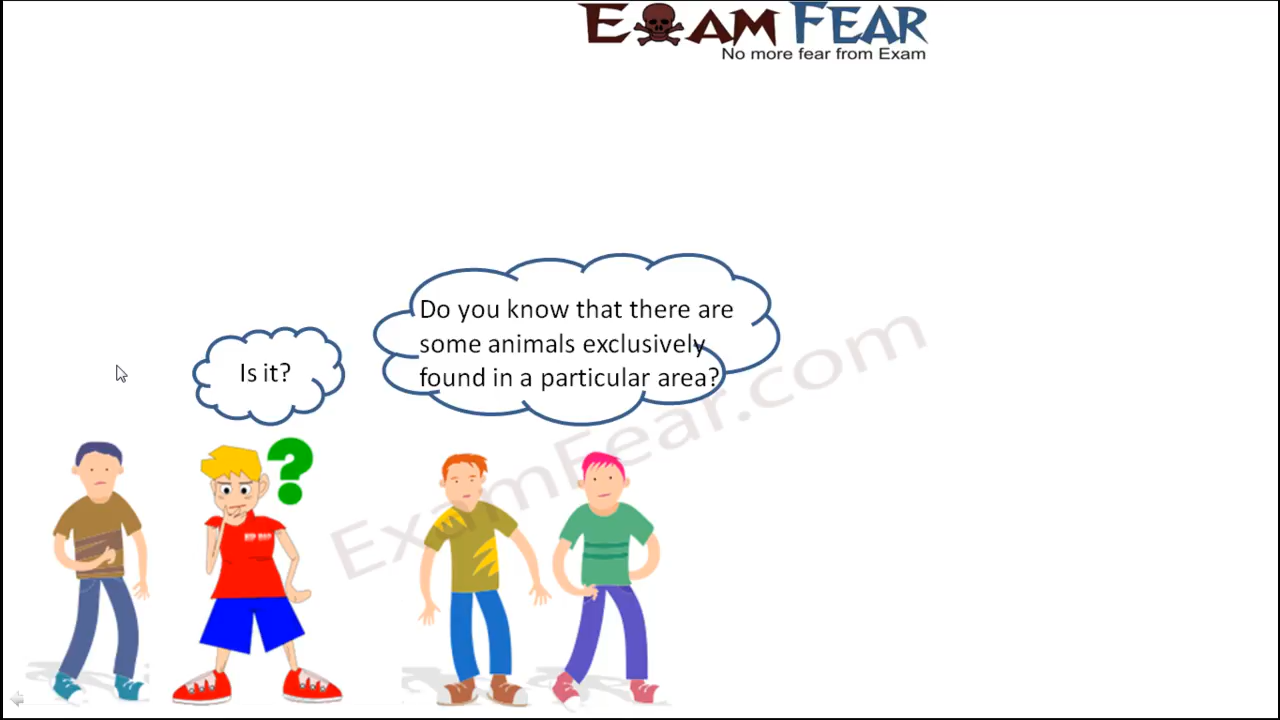 EXAM FEAR
No more fear from Exam
Do you know that there are
some animals exclusively
found in a particular area?
Is it?
?
ExamFear.com